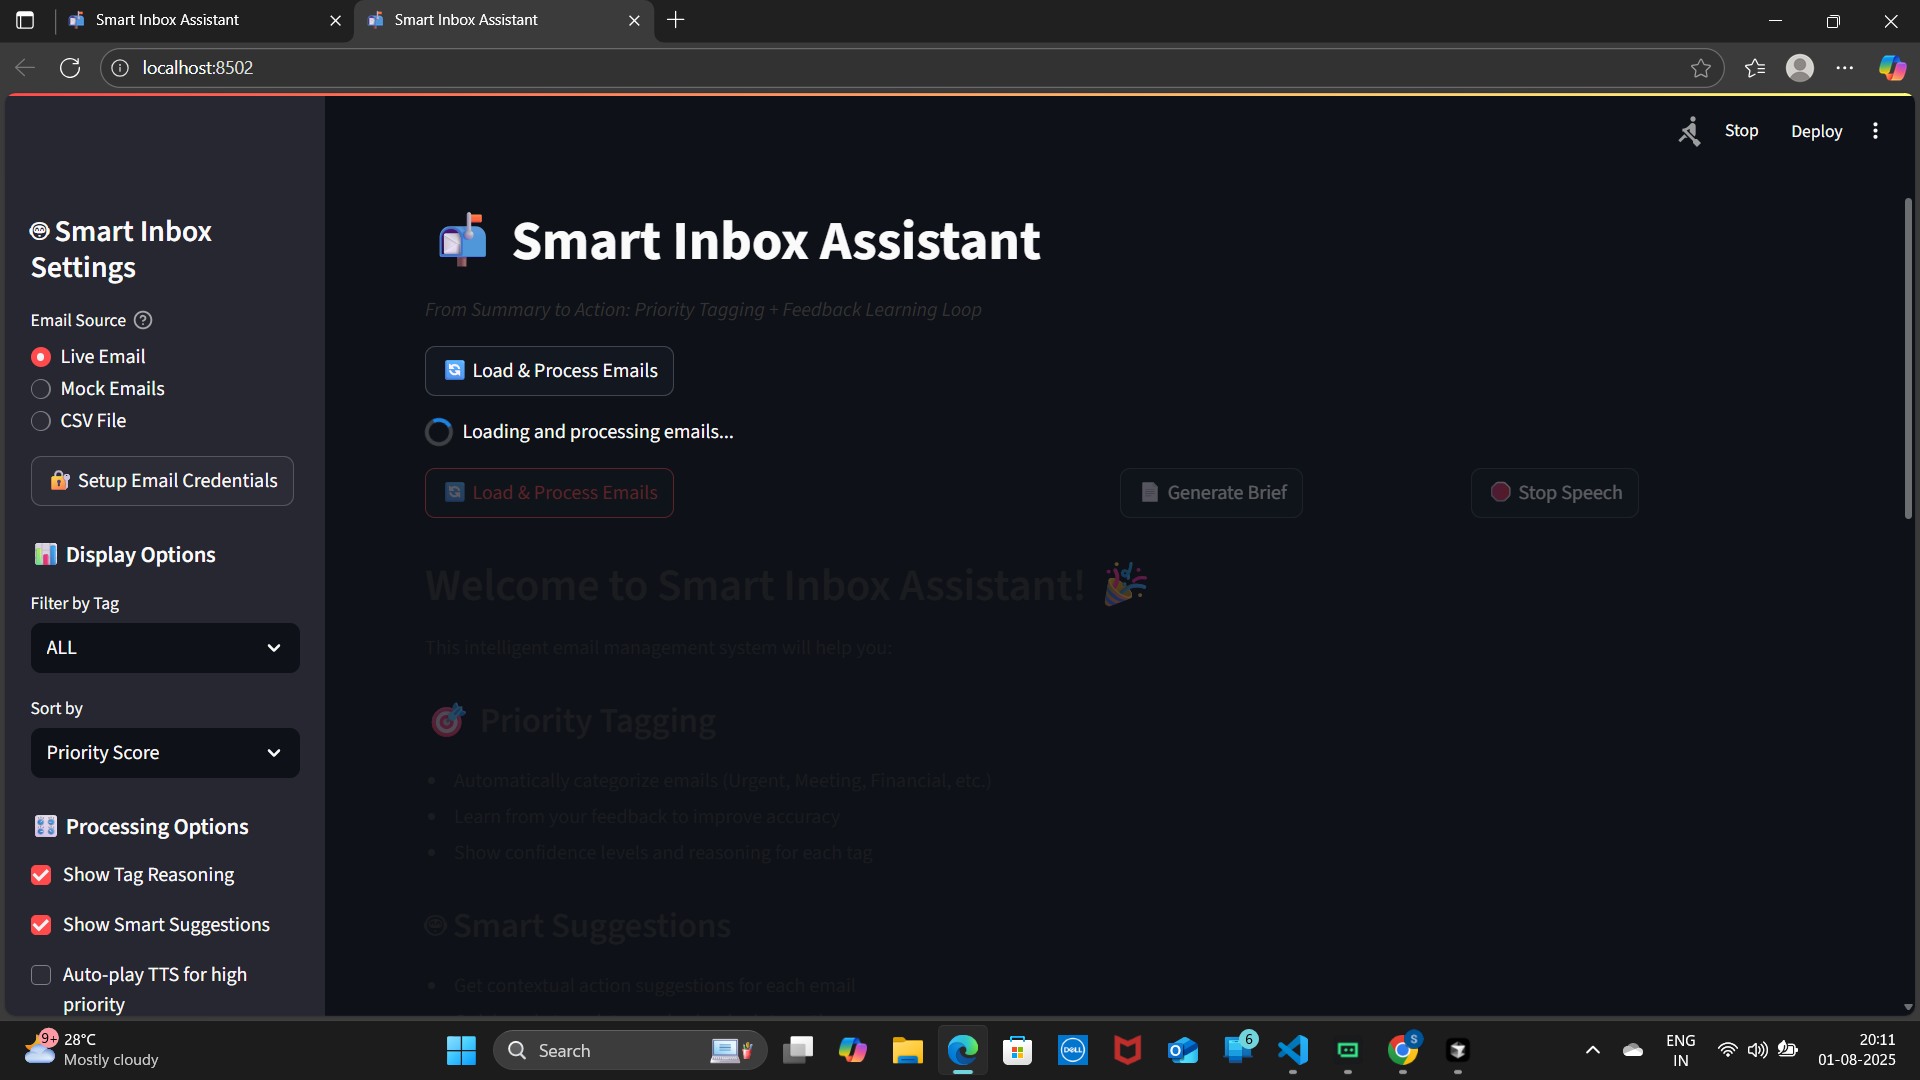 Smart Inbox Assistant
Smart Inbox Assistant
localhost:8502
Stop
Deploy
Smart Inbox
Settings
Email Source
Live Email
Mock Emails
CSV File
Setup Email Credentials
Display Options
Filter by Tag
ALL
Sort by
Priority Score
Processing Options
Show Tag Reasoning
Show Smart Suggestions
Auto-play TTS for high
priority
Smart Inbox Assistant
From Summary to Action: Priority Tagging + Feedback Learning Loop
Load & Process Emails
Loading and processing emails...
Load & Process Emails
Generate Brief
Stop Speech
Welcome to Smart Inbox Assistant!
This intelligent email management system will help you:
Priority Tagging
Automatically categorize emails (Urgent, Meeting, Financial, etc.)
Learn from your feedback to improve accuracy
Show confidence levels and reasoning for each tag
Smart Suggestions
Get contextual action suggestions for each email
9+
28°C
Mostly cloudy
Search
DELL
6
S
ENG
IN
20:11
01-08-2025